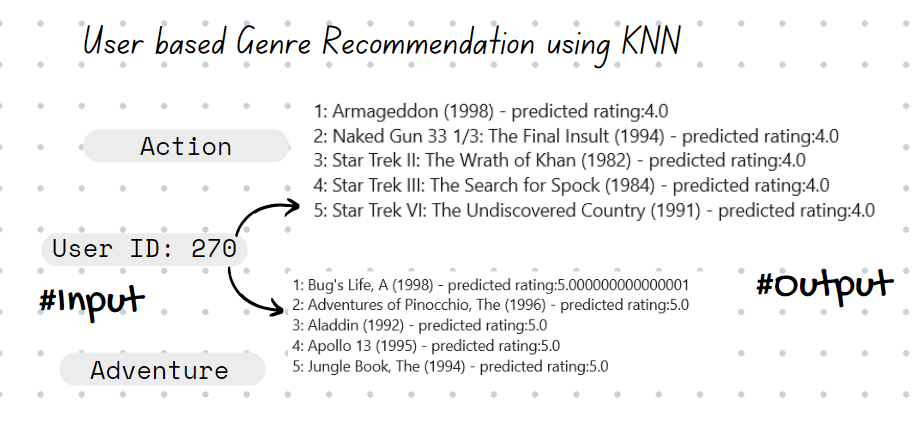 User based Genre Recommendation using KNN
Action
1: Armageddon (1998) - predicted rating:4.0
2: Naked Gun 33 1/3: The Final Insult (1994) - predicted rating:4.0
3: Star Trek II: The Wrath of Khan (1982) - predicted rating:4.0
4: Star Trek III: The Search for Spock (1984) - predicted rating:4.0
5: Star Trek VI: The Undiscovered Country (1991) - predicted rating:4.0
User ID: 270
#Input
#Output
1: Bug's Life, A (1998) - predicted rating:5.000000000000001
2: Adventures of Pinocchio, The (1996) - predicted rating:5.0
3: Aladdin (1992) - predicted rating:5.0
4: Apollo 13 (1995) - predicted rating:5.0
5: Jungle Book, The (1994) - predicted rating:5.0
Adventure